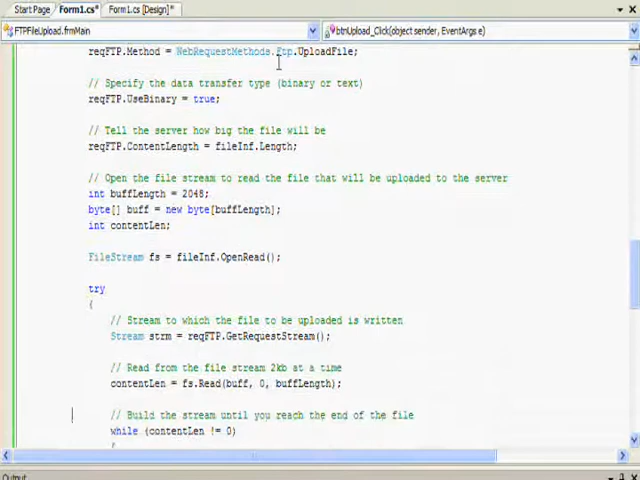 Start Page Form1.cs* Form1.cs [Design]*
FTPFileUpload.frmMain btnUpload_Click(object sender, EventArgs e)
reqFTP.Method = WebRequestMethods.Ftp.UploadFile;
// Specify the data transfer type (binary or text)
reqFTP.UseBinary = true;
// Tell the server how big the file will be
reqFTP.ContentLength = fileInf.Length;
// Open the file stream to read the file that will be uploaded to the server
int buffLength = 2048;
byte[] buff = new byte[buffLength];
int contentLen;
FileStream fs = fileInf.OpenRead();
try
{
// Stream to which the file to be uploaded is written
Stream strm = reqFTP.GetRequestStream();
// Read from the file stream 2kb at a time
contentLen = fs.Read(buff, 0, buffLength);
// Build the stream until you reach the end of the file
while (contentLen != 0)
{
Output